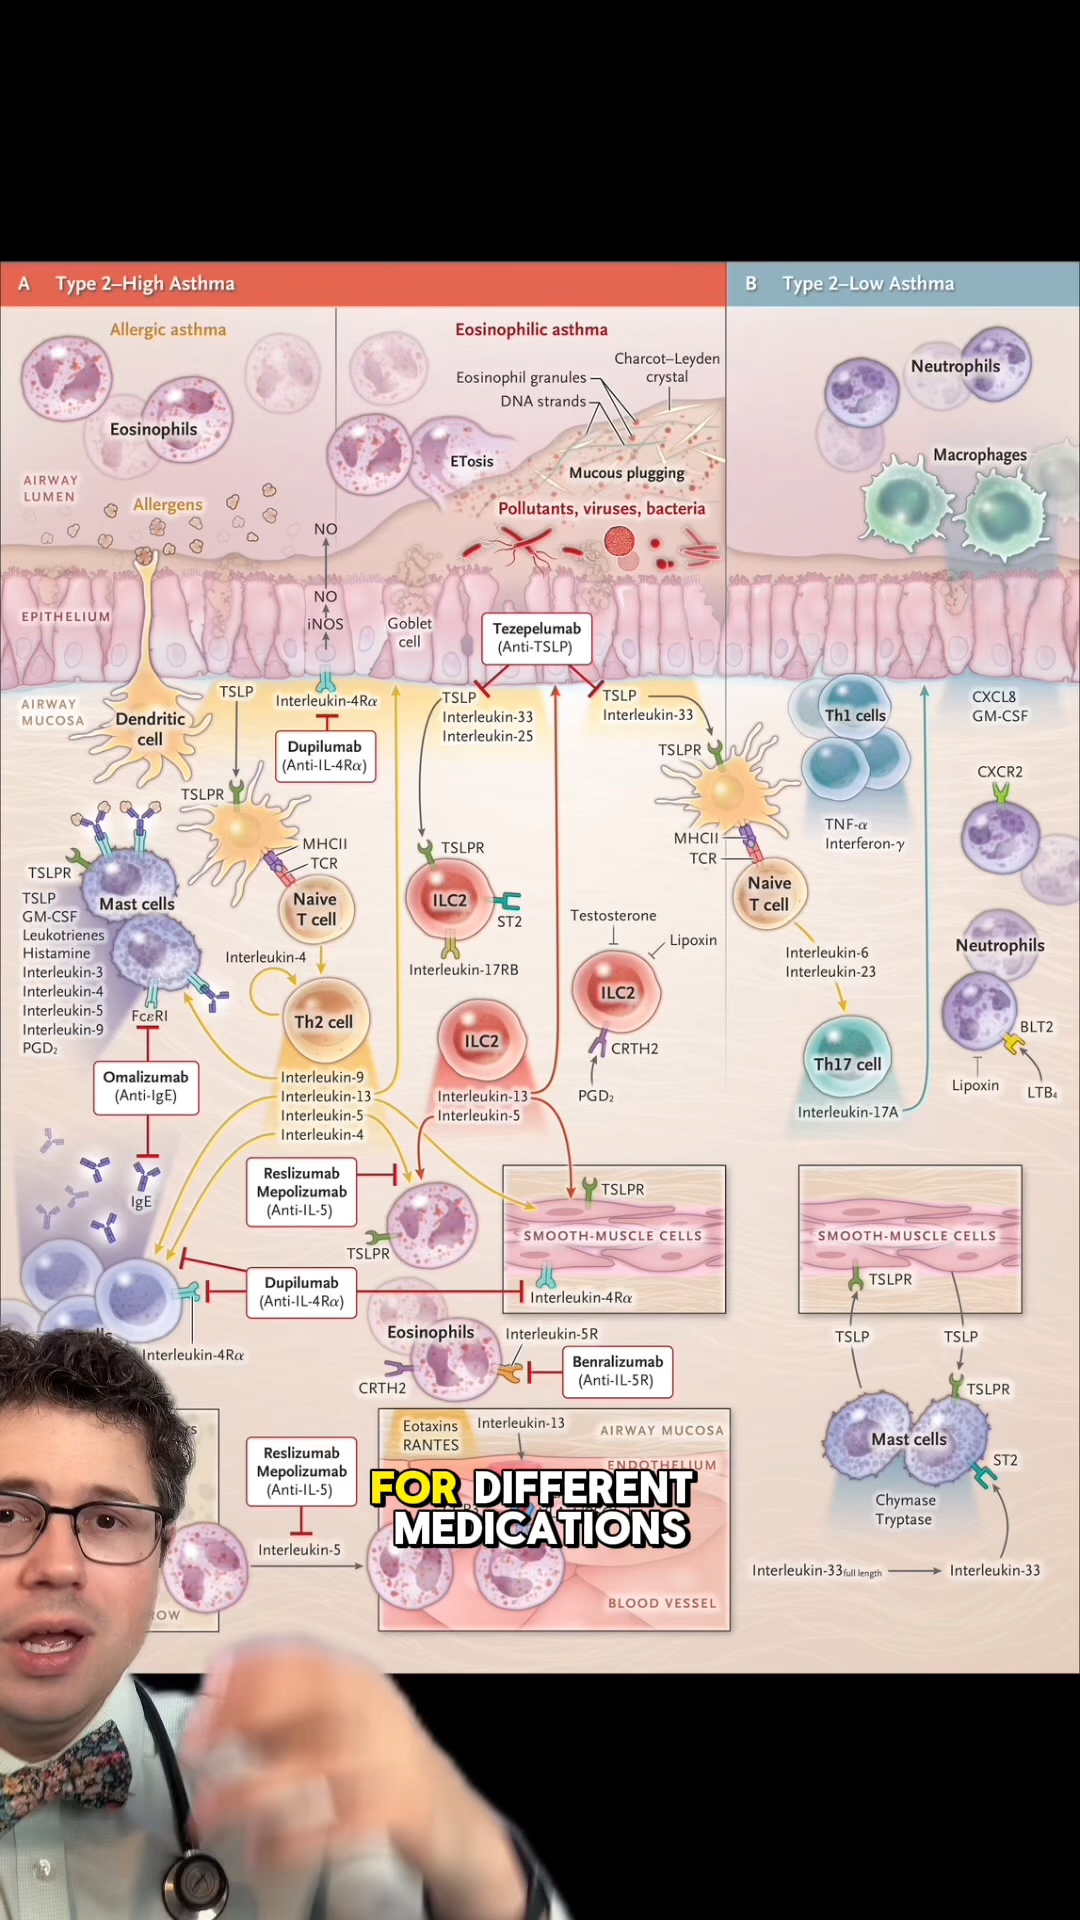 A Type 2–High Asthma
B Type 2–Low Asthma
Allergic asthma
Eosinophils
AIRWAY
LUMEN
Allergens
Eosinophilic asthma
Charcot–Leyden
crystal
Eosinophil granules
DNA strands
ETosis
Mucous plugging
Pollutants, viruses, bacteria
NO
NO
iNOS
EPITHELIUM
Goblet
cell
Tezepelumab
(Anti-TSLP)
AIRWAY
MUCOSA
Dendritic
cell
TSLP
Interleukin-4Rα
Dupilumab
(Anti-IL-4Rα)
TSLP
Interleukin-33
Interleukin-25
TSLP
Interleukin-33
TSLPR
TSLPR
MHCII
TCR
Naive
T cell
TSLPR
Mast cells
TSLP
GM-CSF
Leukotrienes
Histamine
Interleukin-3
Interleukin-4
Interleukin-5
Interleukin-9
PGD₂
FcεRI
Interleukin-4
Th2 cell
TSLPR
ILC2
ST2
Interleukin-17RB
Testosterone
Lipoxin
ILC2
CRTH2
PGD₂
ILC2
Interleukin-13
Interleukin-5
MHCII
TCR
Naive
T cell
Omalizumab
(Anti-IgE)
IgE
Interleukin-9
Interleukin-13
Interleukin-5
Interleukin-4
Reslizumab
Mepolizumab
(Anti-IL-5)
TSLPR
TSLPR
SMOOTH-MUSCLE CELLS
Interleukin-4Rα
Dupilumab
(Anti-IL-4Rα)
Interleukin-4Rα
Eosinophils
Interleukin-5R
CRTH2
Benralizumab
(Anti-IL-5R)
Reslizumab
Mepolizumab
(Anti-IL-5)
Interleukin-5
Eotaxins
RANTES
Interleukin-13
AIRWAY MUCOSA
ENDOTHELIUM
BLOOD VESSEL
Neutrophils
Macrophages
Th1 cells
TNF-α
Interferon-γ
CXCL8
GM-CSF
CXCR2
Interleukin-6
Interleukin-23
Th17 cell
Interleukin-17A
Neutrophils
BLT2
Lipoxin
LTB₄
SMOOTH-MUSCLE CELLS
TSLPR
TSLP
TSLP
TSLPR
Mast cells
ST2
Chymase
Tryptase
Interleukin-33full length
Interleukin-33
FOR DIFFERENT
MEDICATIONS